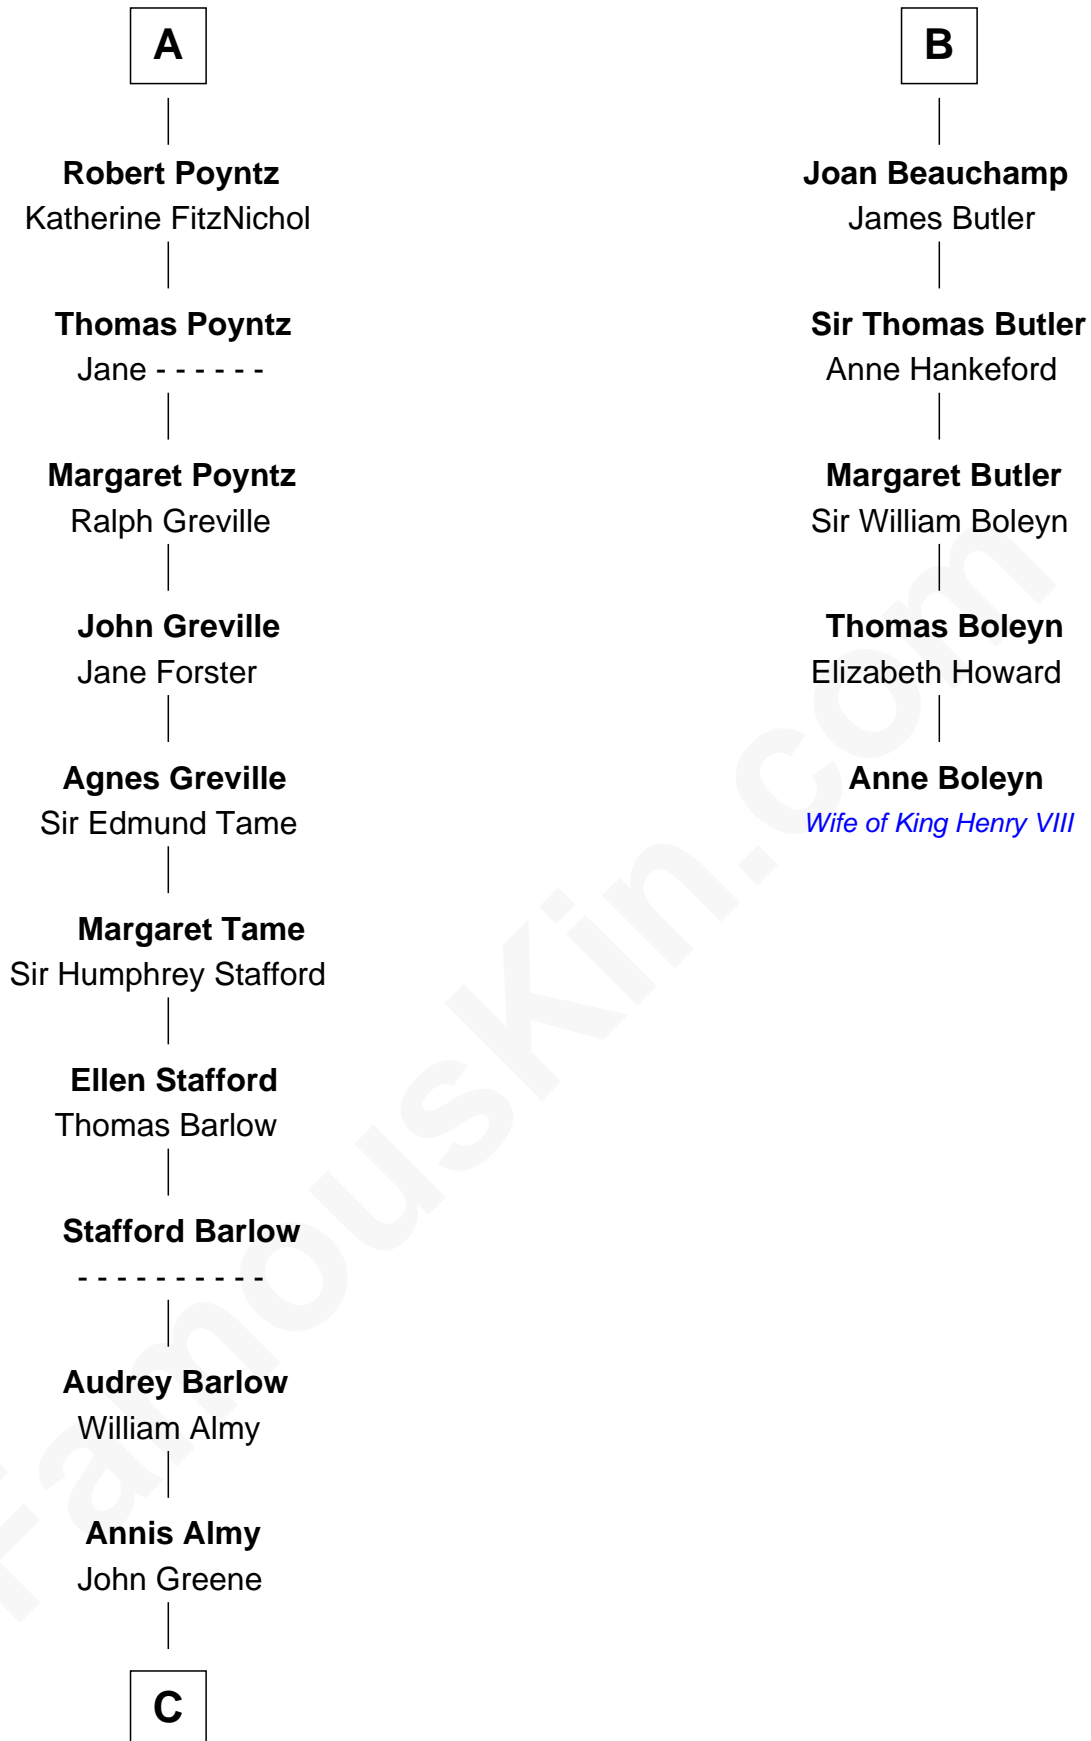 A
Robert Poyntz
Katherine FitzNichol
Thomas Poyntz
Jane - - - - - -
Margaret Poyntz
Ralph Greville
John Greville
Jane Forster
Agnes Greville
Sir Edmund Tame
Margaret Tame
Sir Humphrey Stafford
Ellen Stafford
Thomas Barlow
Stafford Barlow
- - - - - - - - - -
Audrey Barlow
William Almy
Annis Almy
John Greene
C
B
Joan Beauchamp
James Butler
Sir Thomas Butler
Anne Hankeford
Margaret Butler
Sir William Boleyn
Thomas Boleyn
Elizabeth Howard
Anne Boleyn
Wife of King Henry VIII
FamousKin.com